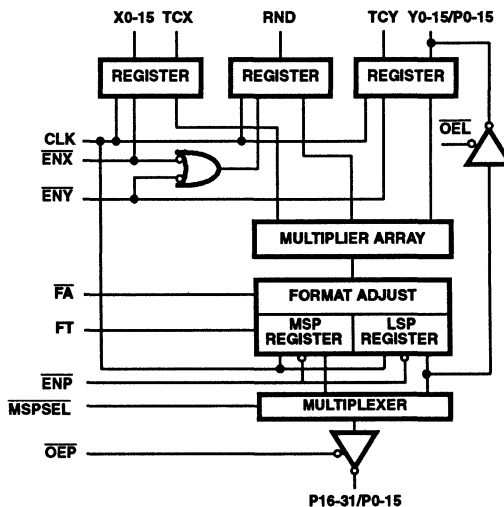 X0-15 TCX RND TCY Y0-15/P0-15
REGISTER REGISTER REGISTER
CLK
OEL
ENX
ENY
MULTIPLIER ARRAY
FA
FORMAT ADJUST
FT
MSP REGISTER
LSP REGISTER
ENP
MSPSEL
MULTIPLEXER
OEP
P16-31/P0-15